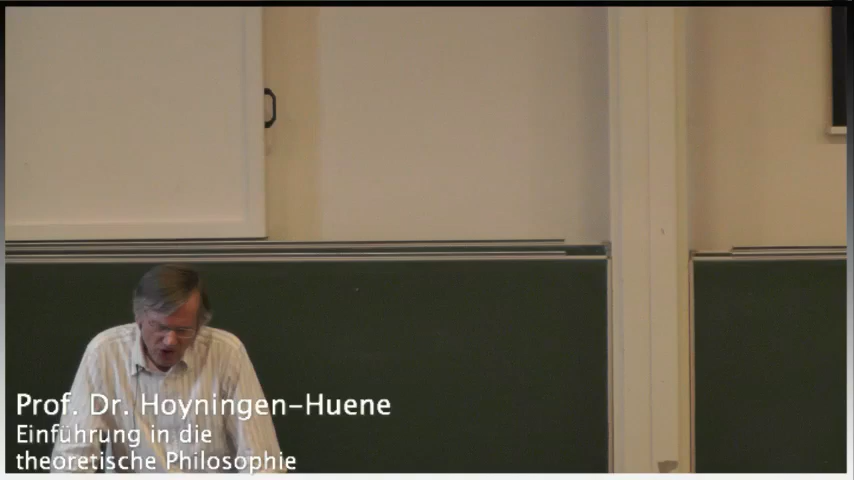 Prof. Dr. Hoyningen-Huene
Einführung in die
theoretische Philosophie